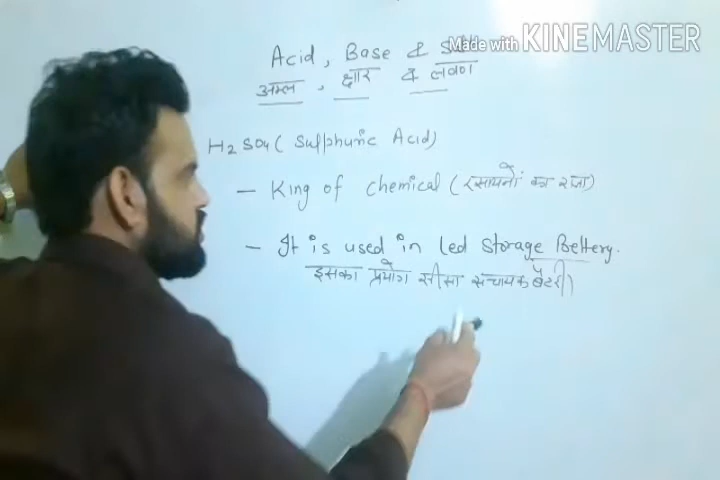 Made with KINEMASTER
Acid, Base & Salt
अम्ल, क्षार व लवण
H2SO4 ( Sulphuric Acid)
— King of chemical (रसायनों का राजा)
— It is used in led storage Bettery.
इसका प्रयोग सीसा संचायक बैटरी